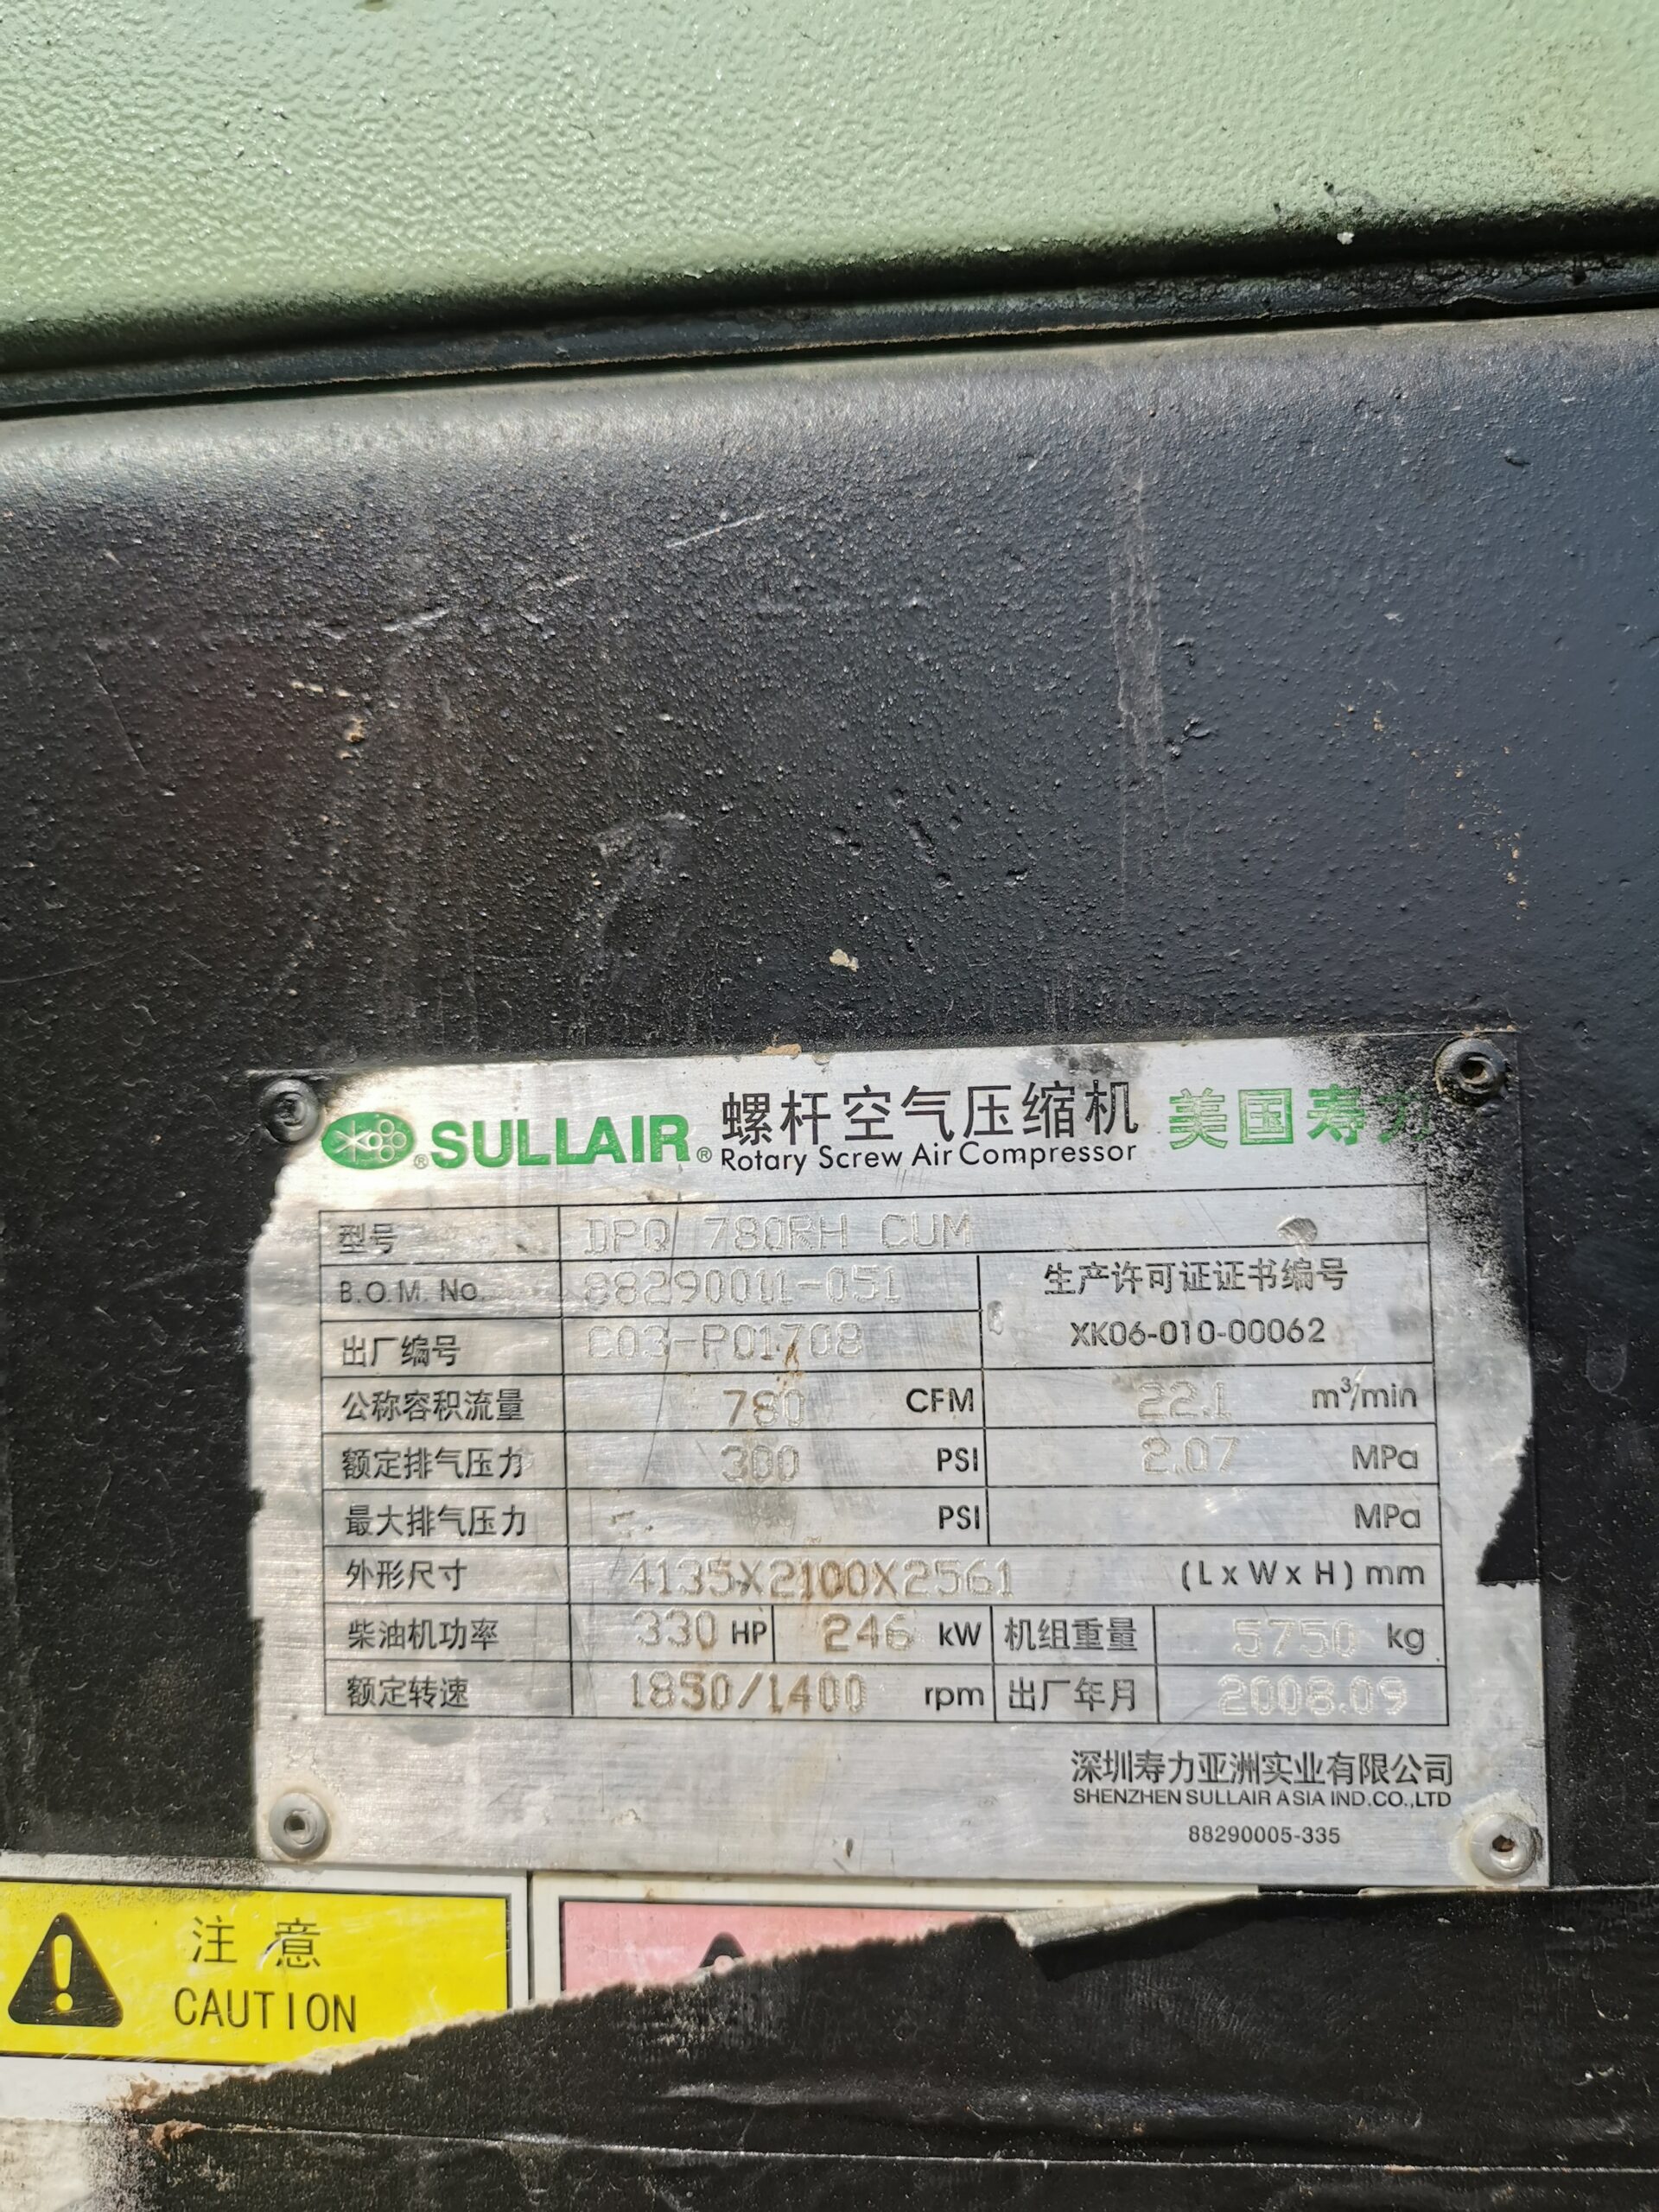 SULLAIR® 螺杆空气压缩机 美国寿力
Rotary Screw Air Compressor
型号 DPQ 780RH CUM
B.O.M. No. 88290011-051 生产许可证证书编号
出厂编号 C03-P01708 XK06-010-00062
公称容积流量 780 CFM 22.1 m³/min
额定排气压力 300 PSI 2.07 MPa
最大排气压力 PSI MPa
外形尺寸 4135X2100X2561 (L x W x H) mm
柴油机功率 330 HP 246 kW 机组重量 5750 kg
额定转速 1850/1400 rpm 出厂年月 2008.09
深圳寿力亚洲实业有限公司
SHENZHEN SULLAIR ASIA IND.CO.,LTD
88290005-335
注意
CAUTION